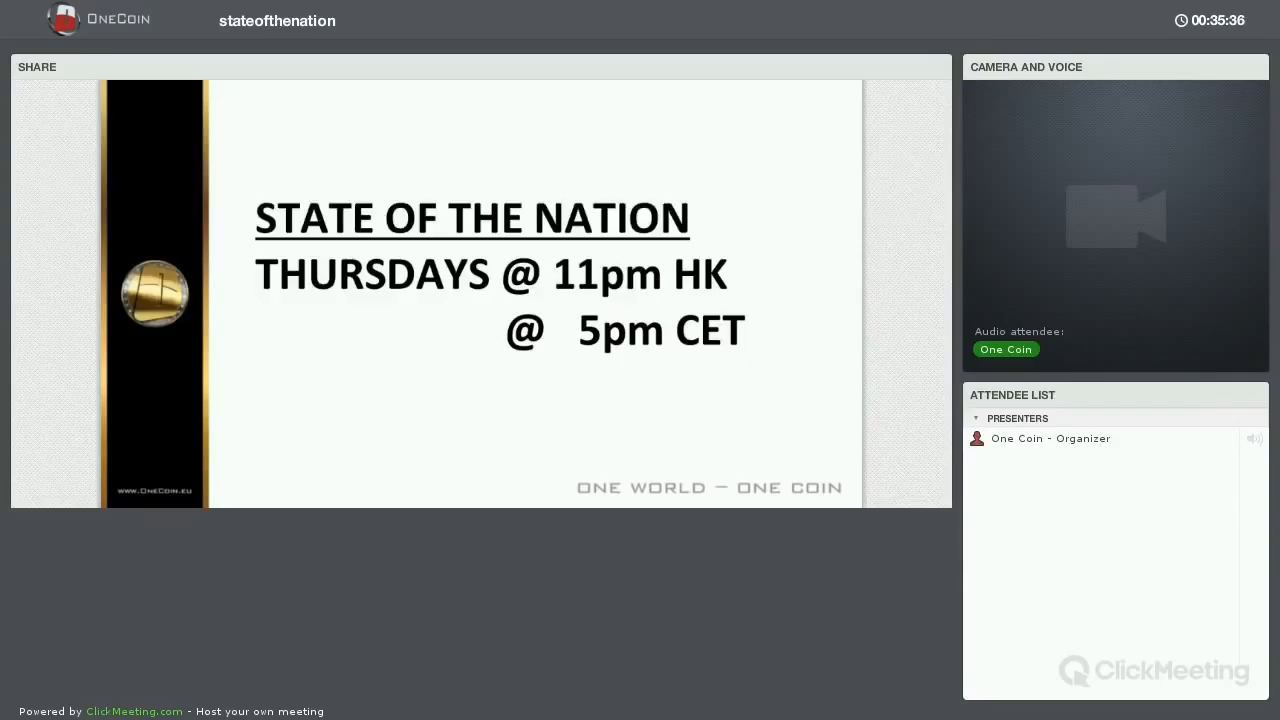 ONECOIN
stateofthenation
00:35:36
SHARE
STATE OF THE NATION
THURSDAYS @ 11pm HK
@ 5pm CET
www.OneCoin.eu
ONE WORLD – ONE COIN
CAMERA AND VOICE
Audio attendee:
One Coin
ATTENDEE LIST
PRESENTERS
One Coin - Organizer
ClickMeeting
Powered by ClickMeeting.com - Host your own meeting